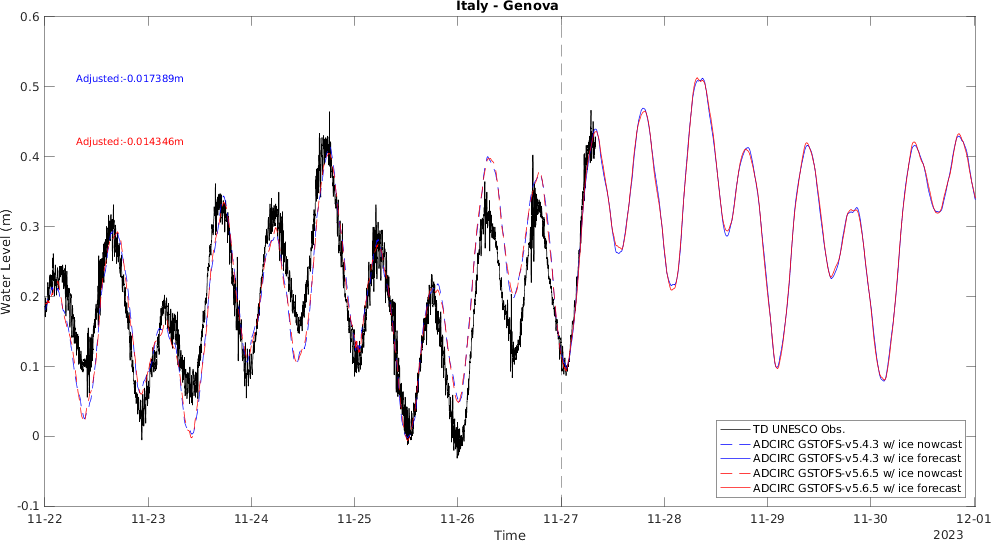 Italy - Genova
0.6
0.5
0.4
0.3
0.2
0.1
0
-0.1
Water Level (m)
Adjusted:-0.017389m
Adjusted:-0.014346m
TD UNESCO Obs.
ADCIRC GSTOFS-v5.4.3 w/ ice nowcast
ADCIRC GSTOFS-v5.4.3 w/ ice forecast
ADCIRC GSTOFS-v5.6.5 w/ ice nowcast
ADCIRC GSTOFS-v5.6.5 w/ ice forecast
11-22 11-23 11-24 11-25 11-26 11-27 11-28 11-29 11-30 12-01
Time
2023